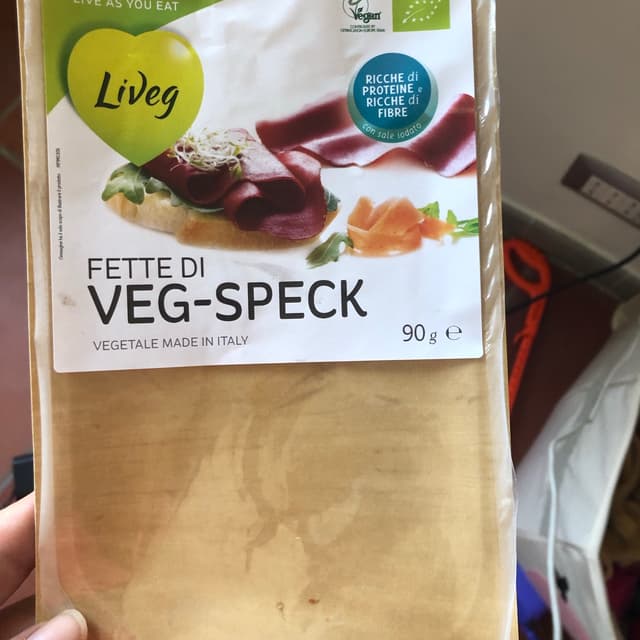 LIVE AS YOU EAT
Liveg
Vegan
RICCHE di
PROTEINE e
RICCHE di
FIBRE
con sale iodato
FETTE DI
VEG-SPECK
VEGETALE MADE IN ITALY
90 g ℮